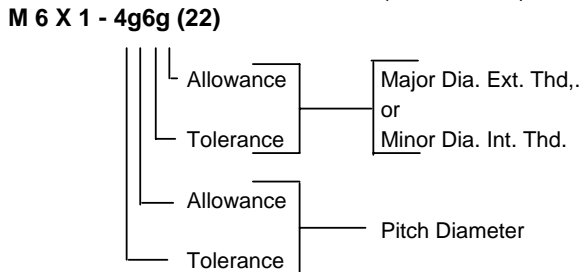 M 6 X 1 - 4g6g (22)
Allowance
Major Dia. Ext. Thd,.
or
Tolerance
Minor Dia. Int. Thd.
Allowance
Pitch Diameter
Tolerance